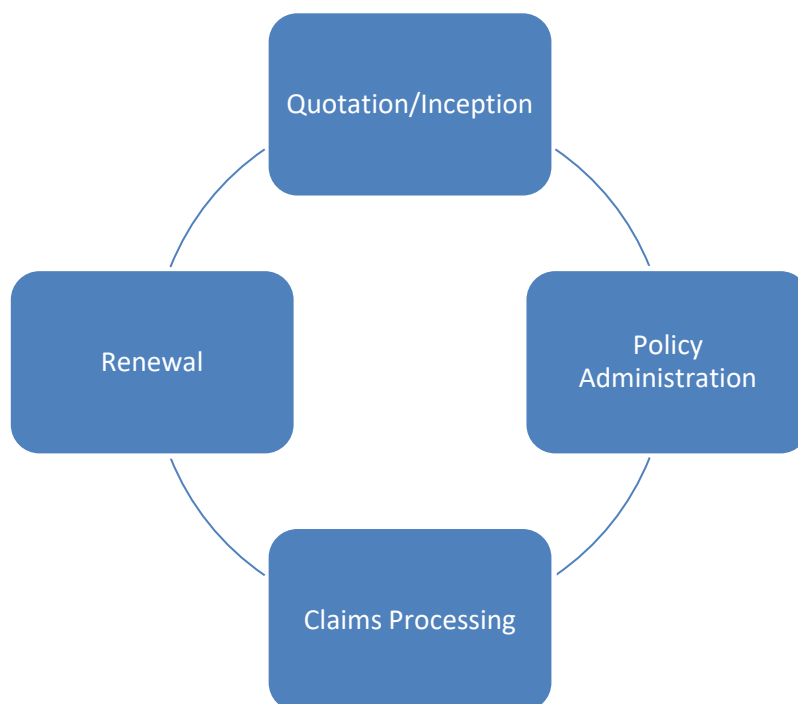 Quotation/Inception
Renewal
Policy
Administration
Claims Processing